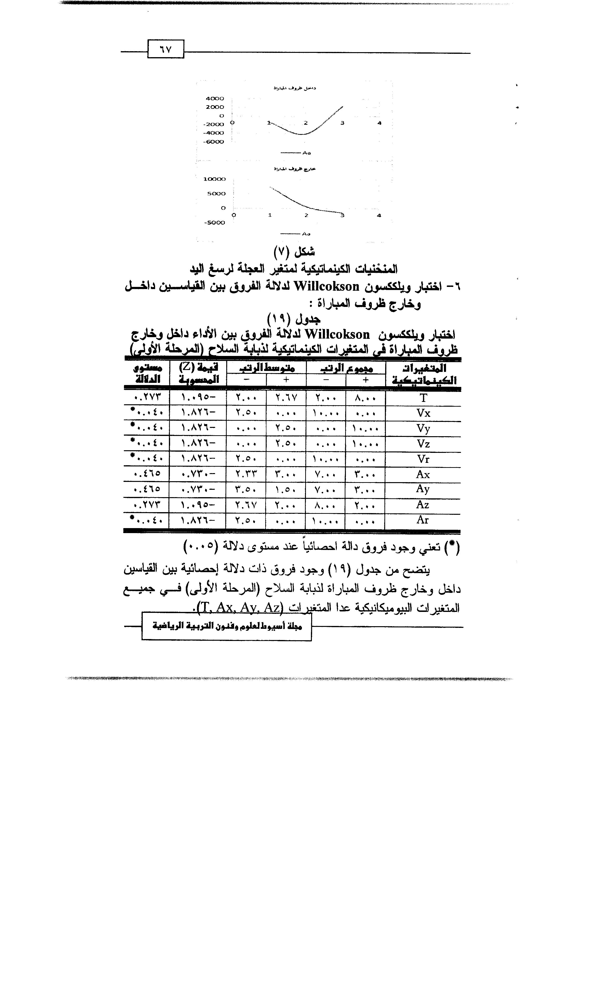 ٦٧
داخل ظروف المباراة
4000
2000
0
-2000
-4000
-6000
0 1 2 3 4
Aa
خارج ظروف المباراة
10000
5000
0
-5000
0 1 2 3 4
Aa
شكل (٧)
المنحنيات الكينماتيكية لمتغير العجلة لرسغ اليد
٦- اختبار ويلككسون Willcokson لدلالة الفروق بين القياسين داخل
وخارج ظروف المباراة :
جدول (١٩)
اختبار ويلككسون Willcokson لدلالة الفروق بين الأداء داخل وخارج
ظروف المباراة في المتغيرات الكينماتيكية لذبابة السلاح (المرحلة الأولى)
المتغيرات الكينماتيكية مجموع الرتب متوسط الرتب قيمة (Z) المحسوبة مستوى الدلالة
+ − + −
T ٨.٠٠ ٢.٠٠ ٢.٦٧ ٢.٠٠ −١.٠٩٥ ٠.٢٧٣
Vx ٠.٠٠ ١٠.٠٠ ٠.٠٠ ٢.٥٠ −١.٨٢٦ ٠.٠٤٠*
Vy ١٠.٠٠ ٠.٠٠ ٢.٥٠ ٠.٠٠ −١.٨٢٦ ٠.٠٤٠*
Vz ١٠.٠٠ ٠.٠٠ ٢.٥٠ ٠.٠٠ −١.٨٢٦ ٠.٠٤٠*
Vr ٠.٠٠ ١٠.٠٠ ٠.٠٠ ٢.٥٠ −١.٨٢٦ ٠.٠٤٠*
Ax ٣.٠٠ ٧.٠٠ ٣.٠٠ ٢.٣٣ −٠.٧٣٠ ٠.٤٦٥
Ay ٣.٠٠ ٧.٠٠ ١.٥٠ ٣.٥٠ −٠.٧٣٠ ٠.٤٦٥
Az ٢.٠٠ ٨.٠٠ ٢.٠٠ ٢.٦٧ −١.٠٩٥ ٠.٢٧٣
Ar ٠.٠٠ ١٠.٠٠ ٠.٠٠ ٢.٥٠ −١.٨٢٦ ٠.٠٤٠*
(*) تعني وجود فروق دالة احصائياً عند مستوى دلالة (٠.٠٥)
يتضح من جدول (١٩) وجود فروق ذات دلالة إحصائية بين القياسين
داخل وخارج ظروف المباراة لذبابة السلاح (المرحلة الأولى) في جميع
المتغيرات البيوميكانيكية عدا المتغيرات (T, Ax, Ay, Az).
مجلة أسيوط لعلوم وفنون التربية الرياضية